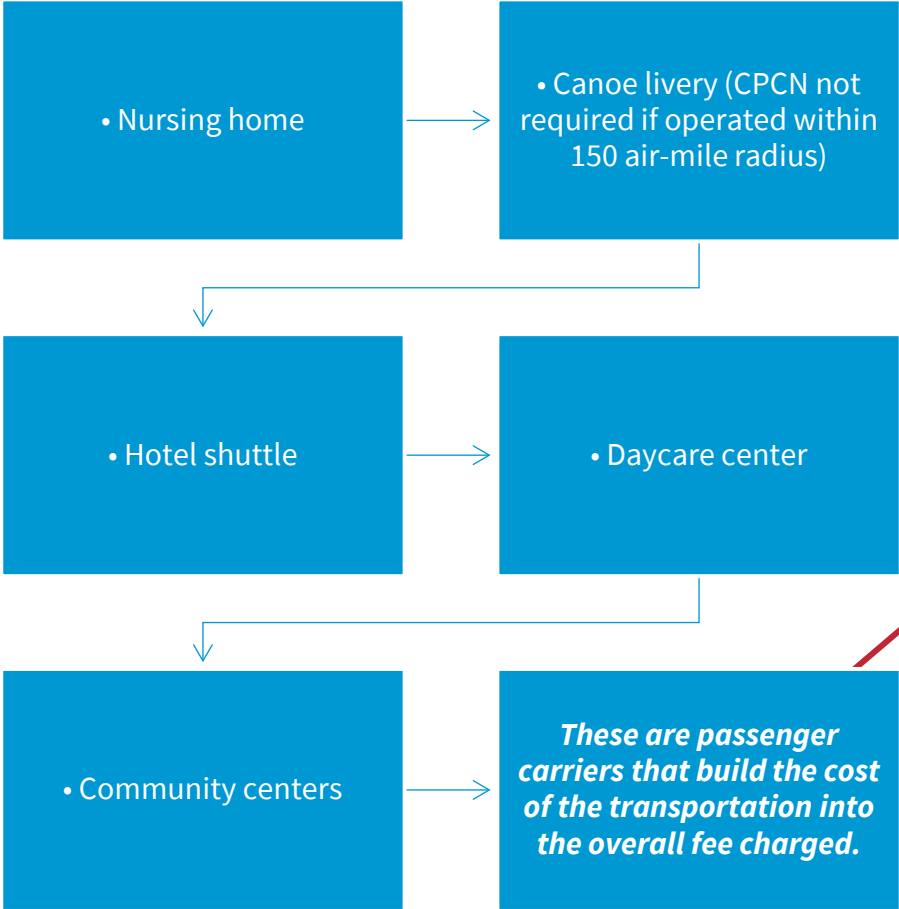 • Nursing home
• Canoe livery (CPCN not
required if operated within
150 air-mile radius)
• Hotel shuttle
• Daycare center
• Community centers
These are passenger
carriers that build the cost
of the transportation into
the overall fee charged.